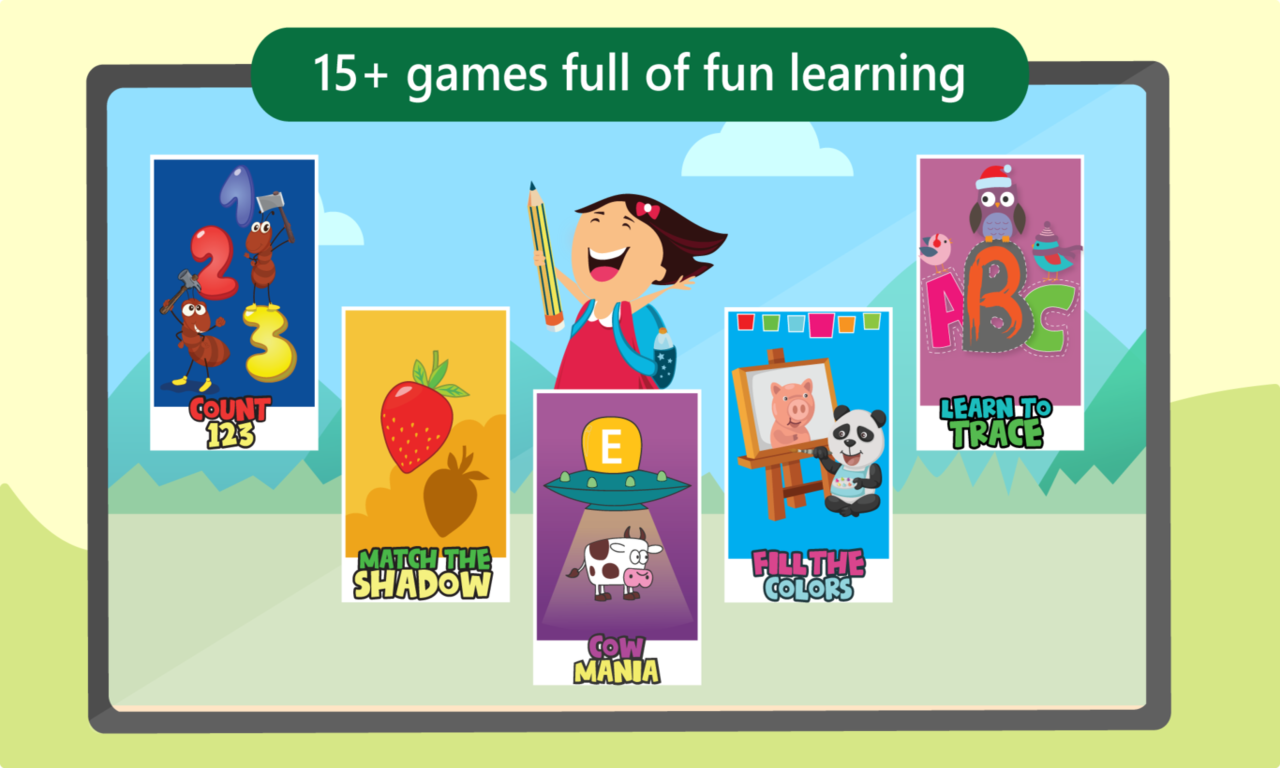 15+ games full of fun learning
1
2
3
COUNT
123
MATCH THE
SHADOW
E
COW
MANIA
FILL THE
COLORS
ABC
LEARN TO
TRACE